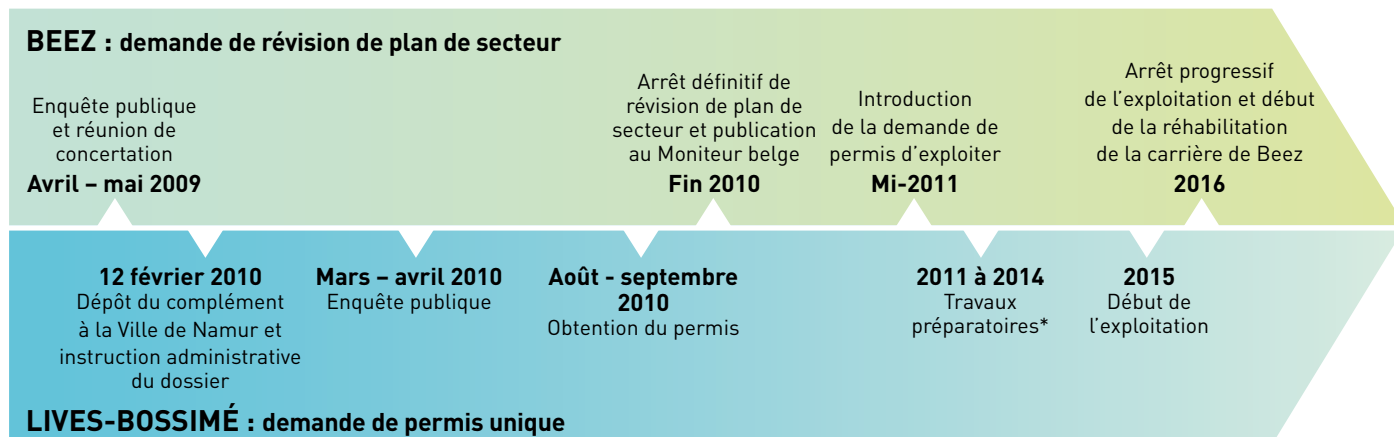 BEEZ : demande de révision de plan de secteur
Enquête publique
et réunion de
concertation
Avril – mai 2009
Arrêt définitif de
révision de plan de
secteur et publication
au Moniteur belge
Fin 2010
Introduction
de la demande de
permis d'exploiter
Mi-2011
Arrêt progressif
de l'exploitation et début
de la réhabilitation
de la carrière de Beez
2016
12 février 2010
Dépôt du complément
à la Ville de Namur et
instruction administrative
du dossier
Mars – avril 2010
Enquête publique
Août - septembre
2010
Obtention du permis
2011 à 2014
Travaux
préparatoires*
2015
Début de
l'exploitation
LIVES-BOSSIMÉ : demande de permis unique